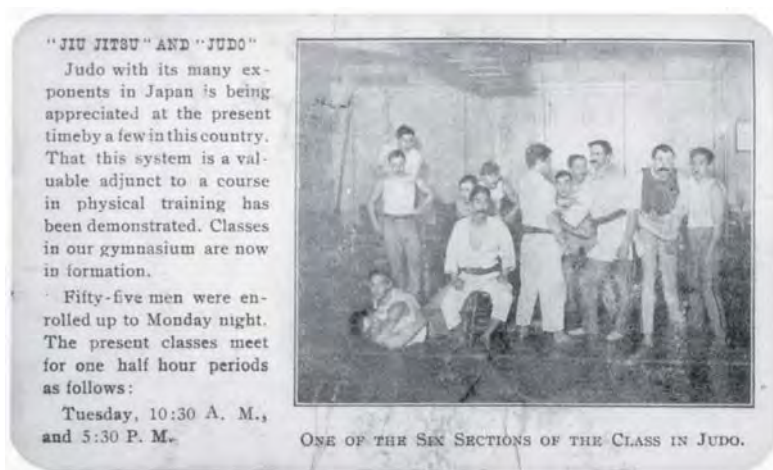 "JIU JITSU" AND "JUDO"
Judo with its many ex-
ponents in Japan is being
appreciated at the present
timeby a few in this country.
That this system is a val-
uable adjunct to a course
in physical training has
been demonstrated. Classes
in our gymnasium are now
in formation.
Fifty-five men were en-
rolled up to Monday night.
The present classes meet
for one half hour periods
as follows:
Tuesday, 10:30 A. M.,
and 5:30 P. M.
ONE OF THE SIX SECTIONS OF THE CLASS IN JUDO.